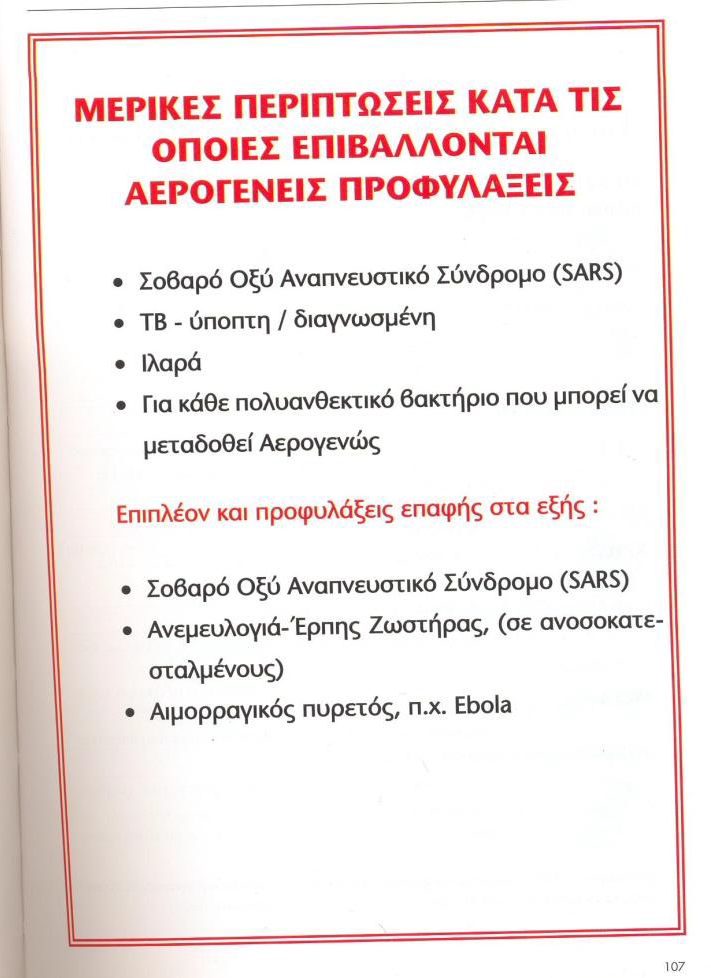 ΜΕΡΙΚΕΣ ΠΕΡΙΠΤΩΣΕΙΣ ΚΑΤΑ ΤΙΣ
ΟΠΟΙΕΣ ΕΠΙΒΑΛΛΟΝΤΑΙ
ΑΕΡΟΓΕΝΕΙΣ ΠΡΟΦΥΛΑΞΕΙΣ
• Σοβαρό Οξύ Αναπνευστικό Σύνδρομο (SARS)
• ΤΒ - ύποπτη / διαγνωσμένη
• Ιλαρά
• Για κάθε πολυανθεκτικό βακτήριο που μπορεί να
μεταδοθεί Αερογενώς
Επιπλέον και προφυλάξεις επαφής στα εξής :
• Σοβαρό Οξύ Αναπνευστικό Σύνδρομο (SARS)
• Ανεμευλογιά-Έρπης Ζωστήρας, (σε ανοσοκατε-
σταλμένους)
• Αιμορραγικός πυρετός, π.χ. Ebola
107